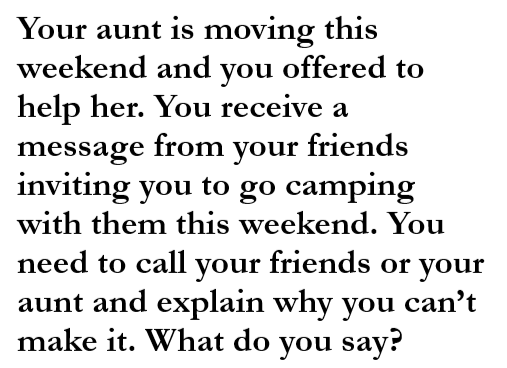 Your aunt is moving this
weekend and you offered to
help her. You receive a
message from your friends
inviting you to go camping
with them this weekend. You
need to call your friends or your
aunt and explain why you can’t
make it. What do you say?